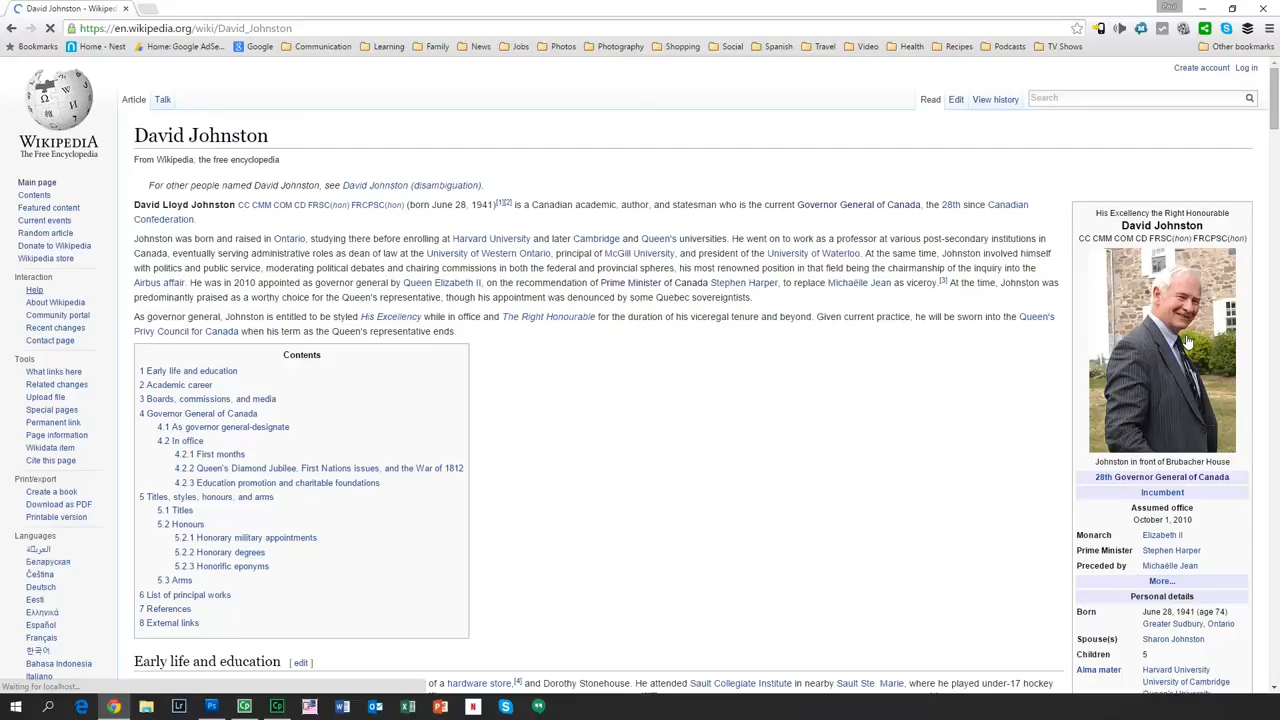 David Johnston - Wikipedia
Paul
https://en.wikipedia.org/wiki/David_Johnston
Bookmarks
Home - Nest
Home: Google AdSe...
Google
Communication
Learning
Family
News
Jobs
Photos
Photography
Shopping
Social
Spanish
Travel
Video
Health
Recipes
Podcasts
TV Shows
Other bookmarks
Create account Log in
Article Talk
Read Edit View history
Search
WIKIPEDIA
The Free Encyclopedia
Main page
Contents
Featured content
Current events
Random article
Donate to Wikipedia
Wikipedia store
Interaction
Help
About Wikipedia
Community portal
Recent changes
Contact page
Tools
What links here
Related changes
Upload file
Special pages
Permanent link
Page information
Wikidata item
Cite this page
Print/export
Create a book
Download as PDF
Printable version
Languages
العربية
Беларуская
Čeština
Deutsch
Eesti
Ελληνικά
Español
Français
한국어
Bahasa Indonesia
Italiano
Waiting for localhost...
David Johnston
From Wikipedia, the free encyclopedia
For other people named David Johnston, see David Johnston (disambiguation).
David Lloyd Johnston CC CMM COM CD FRSC(hon) FRCPSC(hon) (born June 28, 1941)[1][2] is a Canadian academic, author, and statesman who is the current Governor General of Canada, the 28th since Canadian
Confederation.
Johnston was born and raised in Ontario, studying there before enrolling at Harvard University and later Cambridge and Queen's universities. He went on to work as a professor at various post-secondary institutions in
Canada, eventually serving administrative roles as dean of law at the University of Western Ontario, principal of McGill University, and president of the University of Waterloo. At the same time, Johnston involved himself
with politics and public service, moderating political debates and chairing commissions in both the federal and provincial spheres, his most renowned position in that field being the chairmanship of the inquiry into the
Airbus affair. He was in 2010 appointed as governor general by Queen Elizabeth II, on the recommendation of Prime Minister of Canada Stephen Harper, to replace Michaëlle Jean as viceroy.[3] At the time, Johnston was
predominantly praised as a worthy choice for the Queen's representative, though his appointment was denounced by some Quebec sovereigntists.
As governor general, Johnston is entitled to be styled His Excellency while in office and The Right Honourable for the duration of his viceregal tenure and beyond. Given current practice, he will be sworn into the Queen's
Privy Council for Canada when his term as the Queen's representative ends.
Contents
1 Early life and education
2 Academic career
3 Boards, commissions, and media
4 Governor General of Canada
4.1 As governor general-designate
4.2 In office
4.2.1 First months
4.2.2 Queen's Diamond Jubilee, First Nations issues, and the War of 1812
4.2.3 Education promotion and charitable foundations
5 Titles, styles, honours, and arms
5.1 Titles
5.2 Honours
5.2.1 Honorary military appointments
5.2.2 Honorary degrees
5.2.3 Honorific eponyms
5.3 Arms
6 List of principal works
7 References
8 External links
Early life and education [ edit ]
of a hardware store,[4] and Dorothy Stonehouse. He attended Sault Collegiate Institute in nearby Sault Ste. Marie, where he played under-17 hockey
His Excellency the Right Honourable
David Johnston
CC CMM COM CD FRSC(hon) FRCPSC(hon)
Johnston in front of Brubacher House
28th Governor General of Canada
Incumbent
Assumed office
October 1, 2010
Monarch Elizabeth II
Prime Minister Stephen Harper
Preceded by Michaëlle Jean
More...
Personal details
Born June 28, 1941 (age 74)
Greater Sudbury, Ontario
Spouse(s) Sharon Johnston
Children 5
Alma mater Harvard University
University of Cambridge